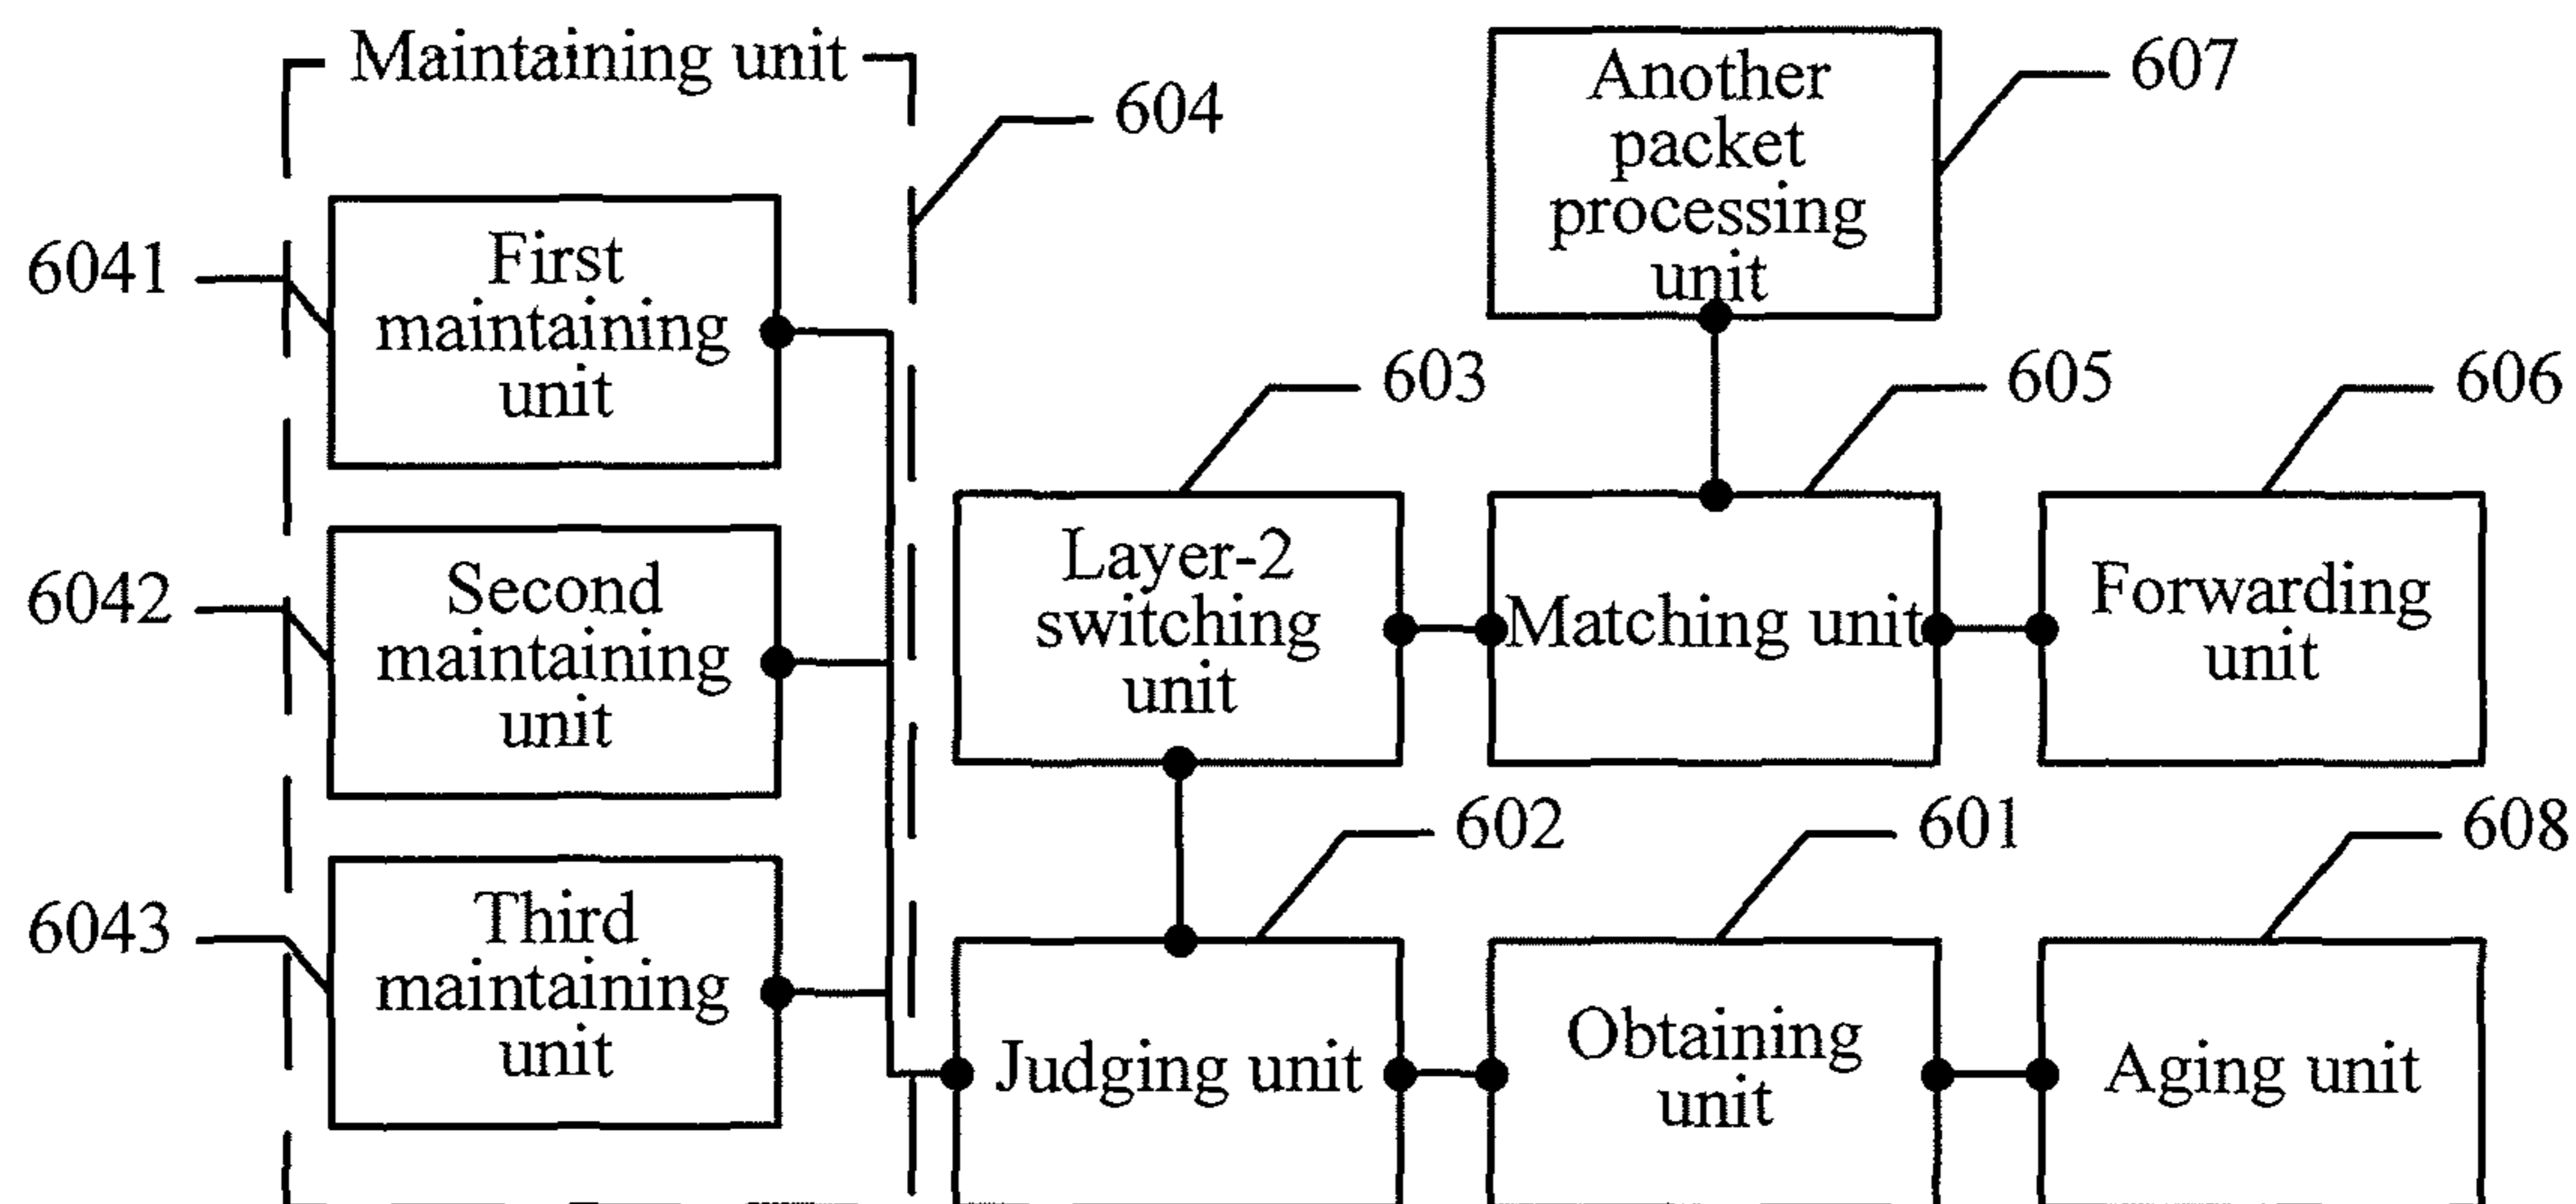 Maintaining unit
604
6041
First
maintaining
unit
6042
Second
maintaining
unit
6043
Third
maintaining
unit
Another
packet
processing
unit
607
603
Layer-2
switching
unit
605
Matching unit
606
Forwarding
unit
602
Judging unit
601
Obtaining
unit
608
Aging unit